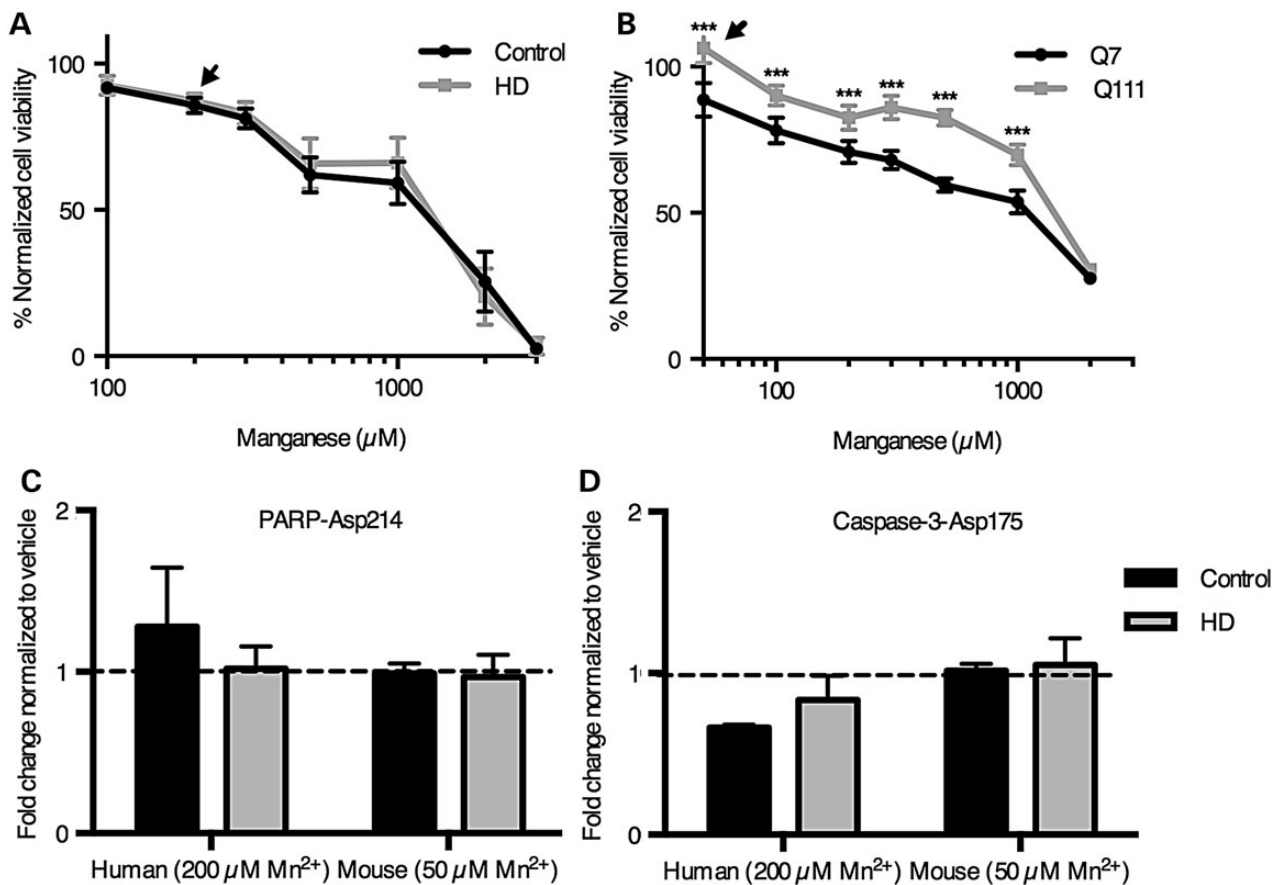 A
Control
HD
100
50
0
% Normalized cell viability
100
1000
Manganese (µM)
B
***
***
***
***
***
***
Q7
Q111
100
50
0
% Normalized cell viability
100
1000
Manganese (µM)
C
PARP-Asp214
2
1
0
Fold change normalized to vehicle
Human (200 µM Mn2+) Mouse (50 µM Mn2+)
D
Caspase-3-Asp175
2
1
0
Fold change normalized to vehicle
Human (200 µM Mn2+) Mouse (50 µM Mn2+)
Control
HD